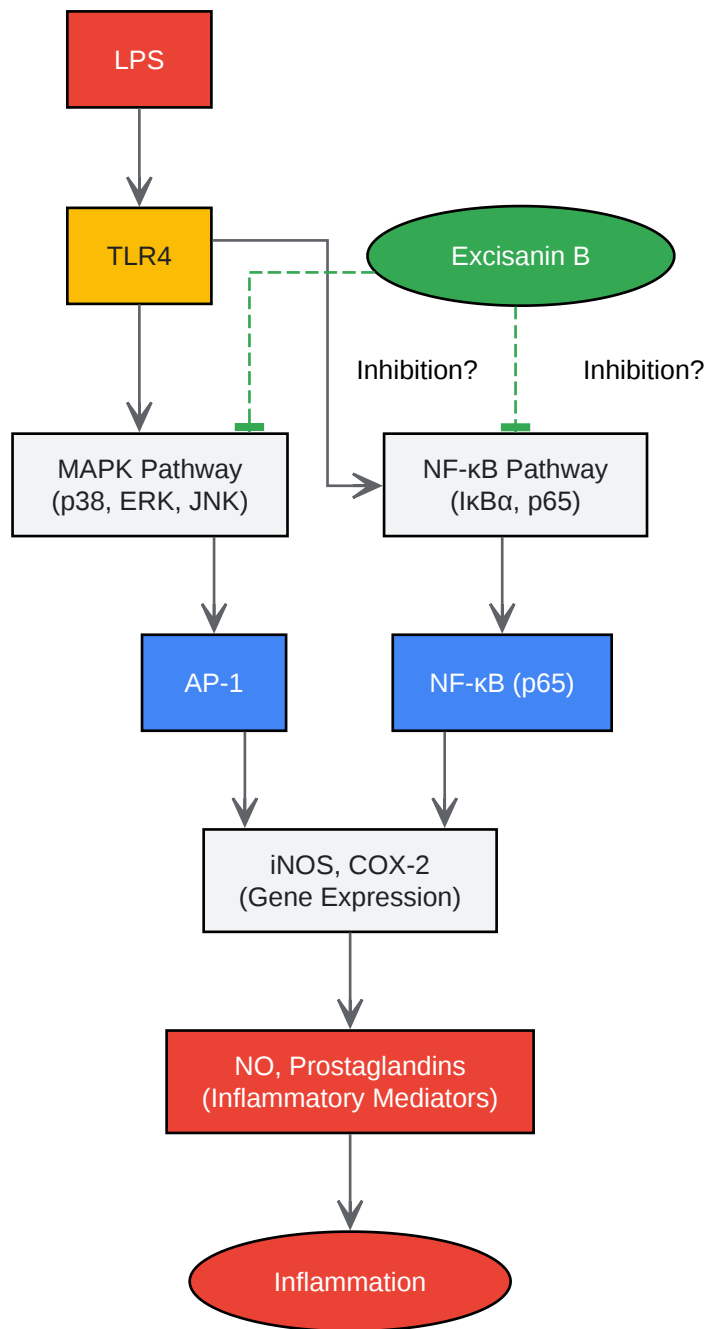 LPS
TLR4
Excisanin B
Inhibition?
Inhibition?
MAPK Pathway
(p38, ERK, JNK)
NF-κB Pathway
(IκBα, p65)
AP-1
NF-κB (p65)
iNOS, COX-2
(Gene Expression)
NO, Prostaglandins
(Inflammatory Mediators)
Inflammation